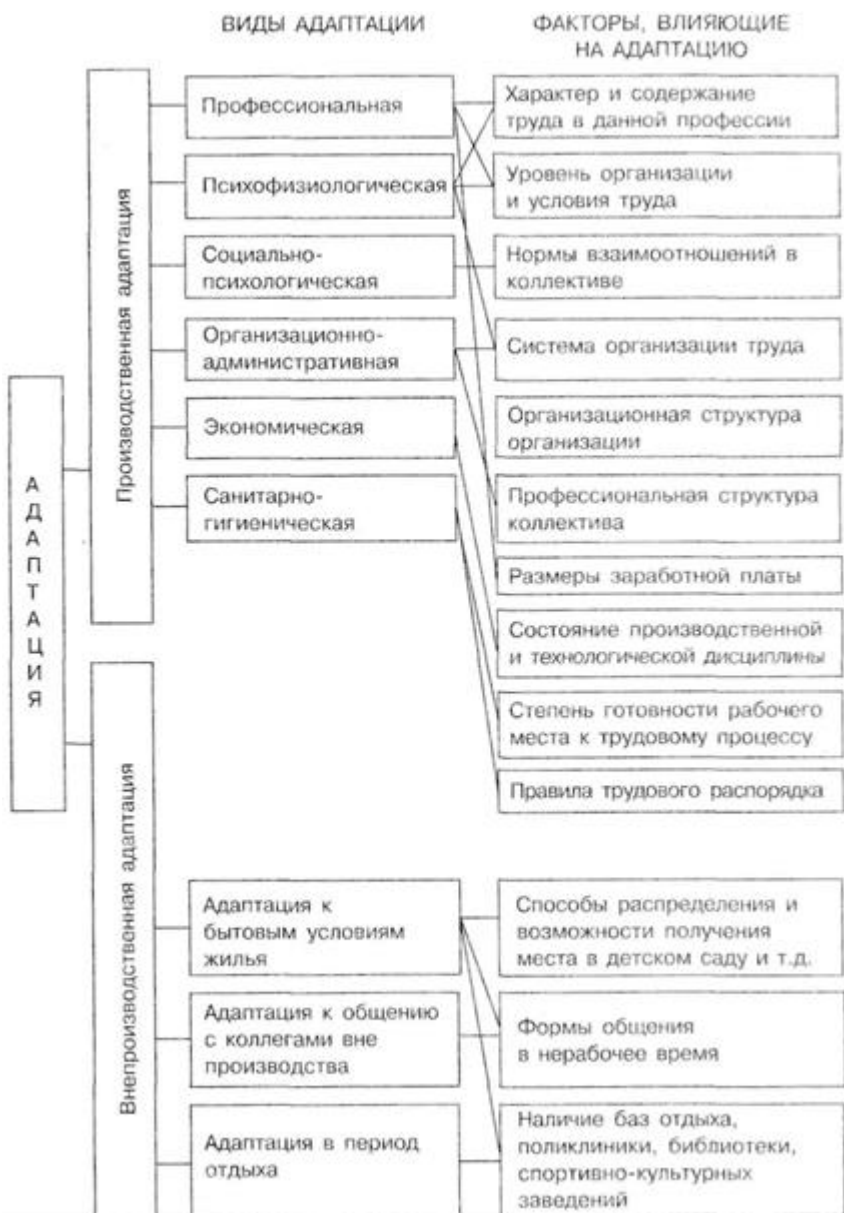 ВИДЫ АДАПТАЦИИ
ФАКТОРЫ, ВЛИЯЮЩИЕ
НА АДАПТАЦИЮ
АДАПТАЦИЯ
Производственная адаптация
Профессиональная
Характер и содержание
труда в данной профессии
Психофизиологическая
Уровень организации
и условия труда
Социально-
психологическая
Нормы взаимоотношений в
коллективе
Организационно-
административная
Система организации труда
Экономическая
Организационная структура
организации
Санитарно-
гигиеническая
Профессиональная структура
коллектива
Размеры заработной платы
Состояние производственной
и технологической дисциплины
Степень готовности рабочего
места к трудовому процессу
Правила трудового распорядка
Внепроизводственная адаптация
Адаптация к
бытовым условиям
жилья
Способы распределения и
возможности получения
места в детском саду и т.д.
Адаптация к общению
с коллегами вне
производства
Формы общения
в нерабочее время
Адаптация в период
отдыха
Наличие баз отдыха,
поликлиники, библиотеки,
спортивно-культурных
заведений